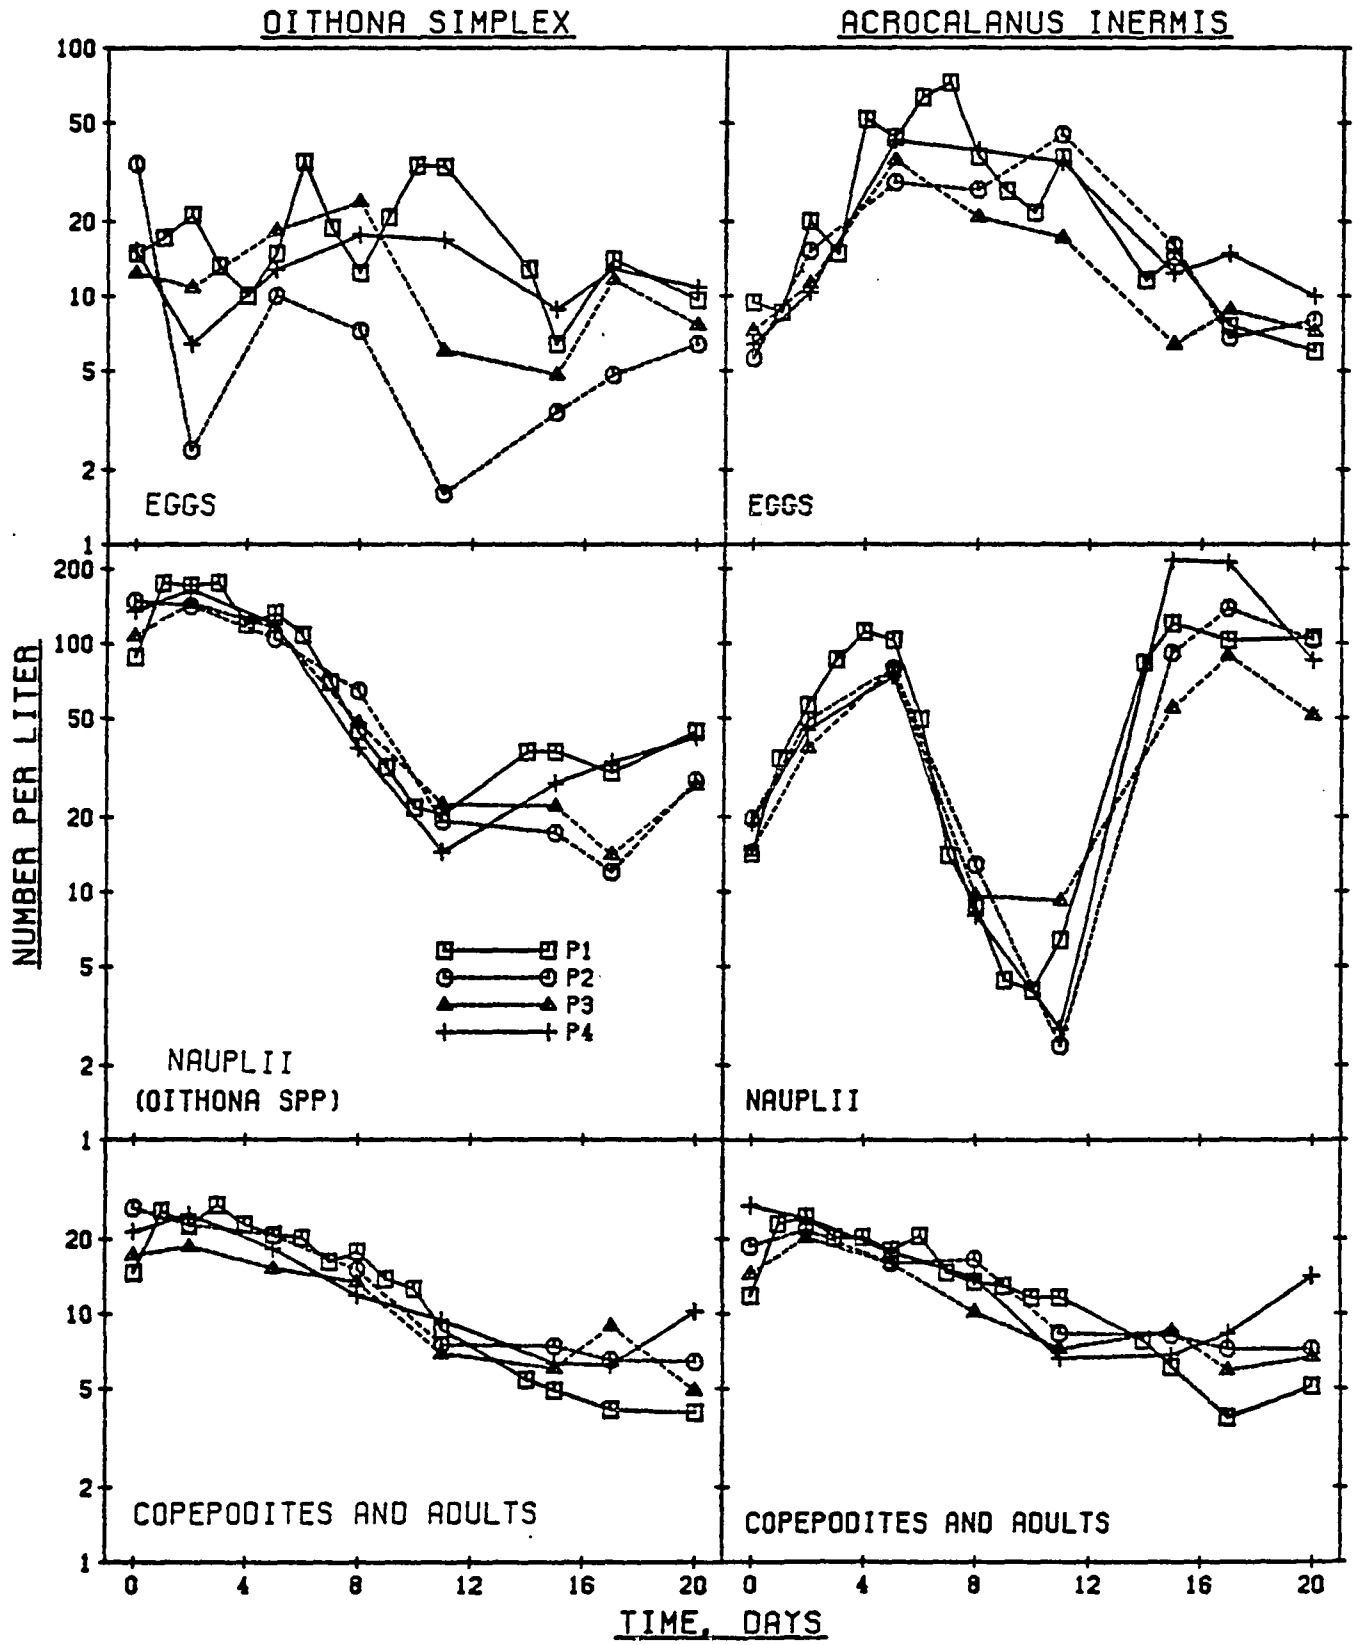 OITHONA SIMPLEX ACROCALANUS INERMIS
100
50
20
10
5
2
1
EGGS EGGS
200
100
50
20
10
5
2
1
P1
P2
P3
P4
NAUPLII
(OITHONA SPP)
NAUPLII
20
10
5
2
1
COPEPODITES AND ADULTS COPEPODITES AND ADULTS
0 4 8 12 16 20 0 4 8 12 16 20
TIME, DAYS
NUMBER PER LITER